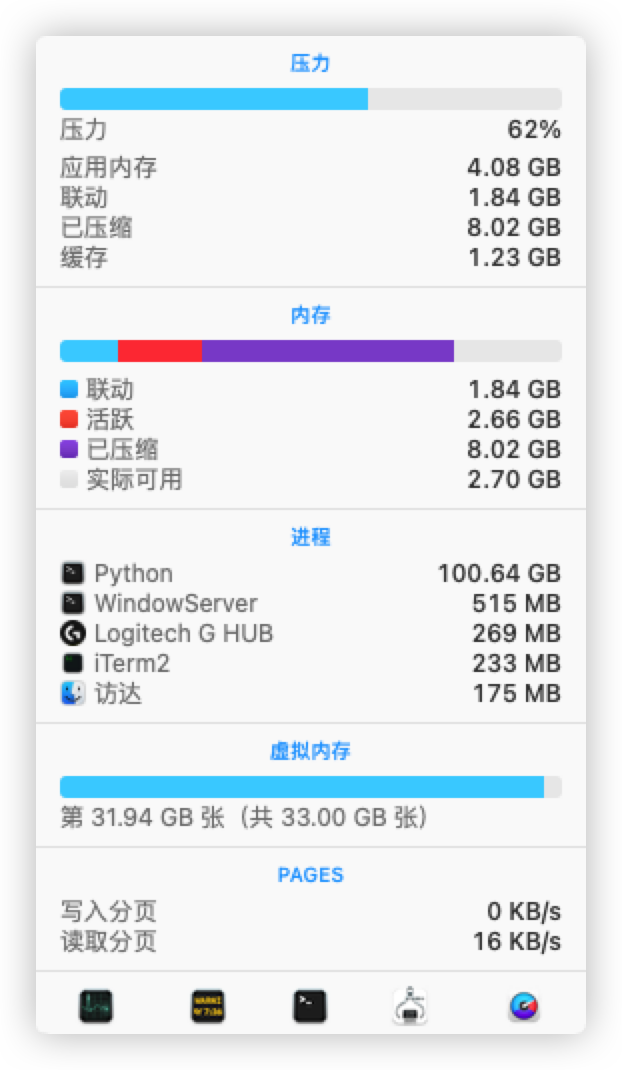 压力
压力 62%
应用内存 4.08 GB
联动 1.84 GB
已压缩 8.02 GB
缓存 1.23 GB
内存
联动 1.84 GB
活跃 2.66 GB
已压缩 8.02 GB
实际可用 2.70 GB
进程
Python 100.64 GB
WindowServer 515 MB
Logitech G HUB 269 MB
iTerm2 233 MB
访达 175 MB
虚拟内存
第 31.94 GB 张（共 33.00 GB 张）
PAGES
写入分页 0 KB/s
读取分页 16 KB/s